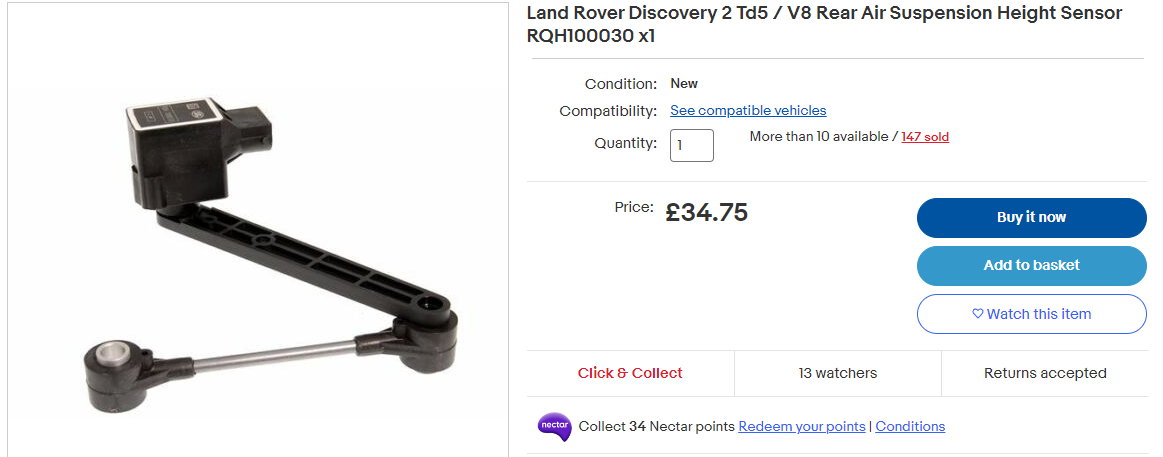 Land Rover Discovery 2 Td5 / V8 Rear Air Suspension Height Sensor
RQH100030 x1
Condition: New
Compatibility: See compatible vehicles
Quantity: 1 More than 10 available / 147 sold
Price: £34.75
Buy it now
Add to basket
Watch this item
Click & Collect 13 watchers Returns accepted
nectar Collect 34 Nectar points Redeem your points | Conditions